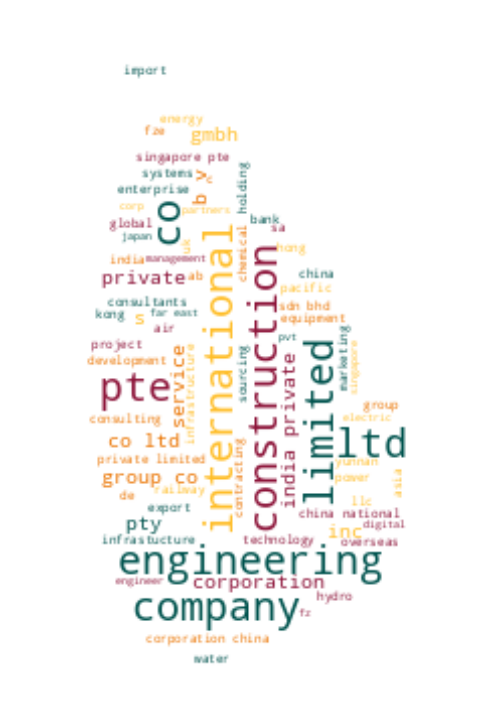 import
energy
fze
gmbh
singapore pte
systems
b v
c
enterprise
holding
corp
partners
co
bank
global
sa
japan
uk
international
chemical
construction
hong
india
management
private
ab
china
pacific
consultants
sdn bhd
kong
s
far east
equipment
air
pvt
project
limited
marketing
development
service
infrastructure
sourcing
india private
singapore
pte
group
consulting
electric
co ltd
ltd
contracting
private limited
yunnan
group co
power
asia
de
railway
llc
export
china national
pty
inc
digital
infrastucture
technology
overseas
engineering
engineer
corporation
hydro
company
fz
corporation china
water